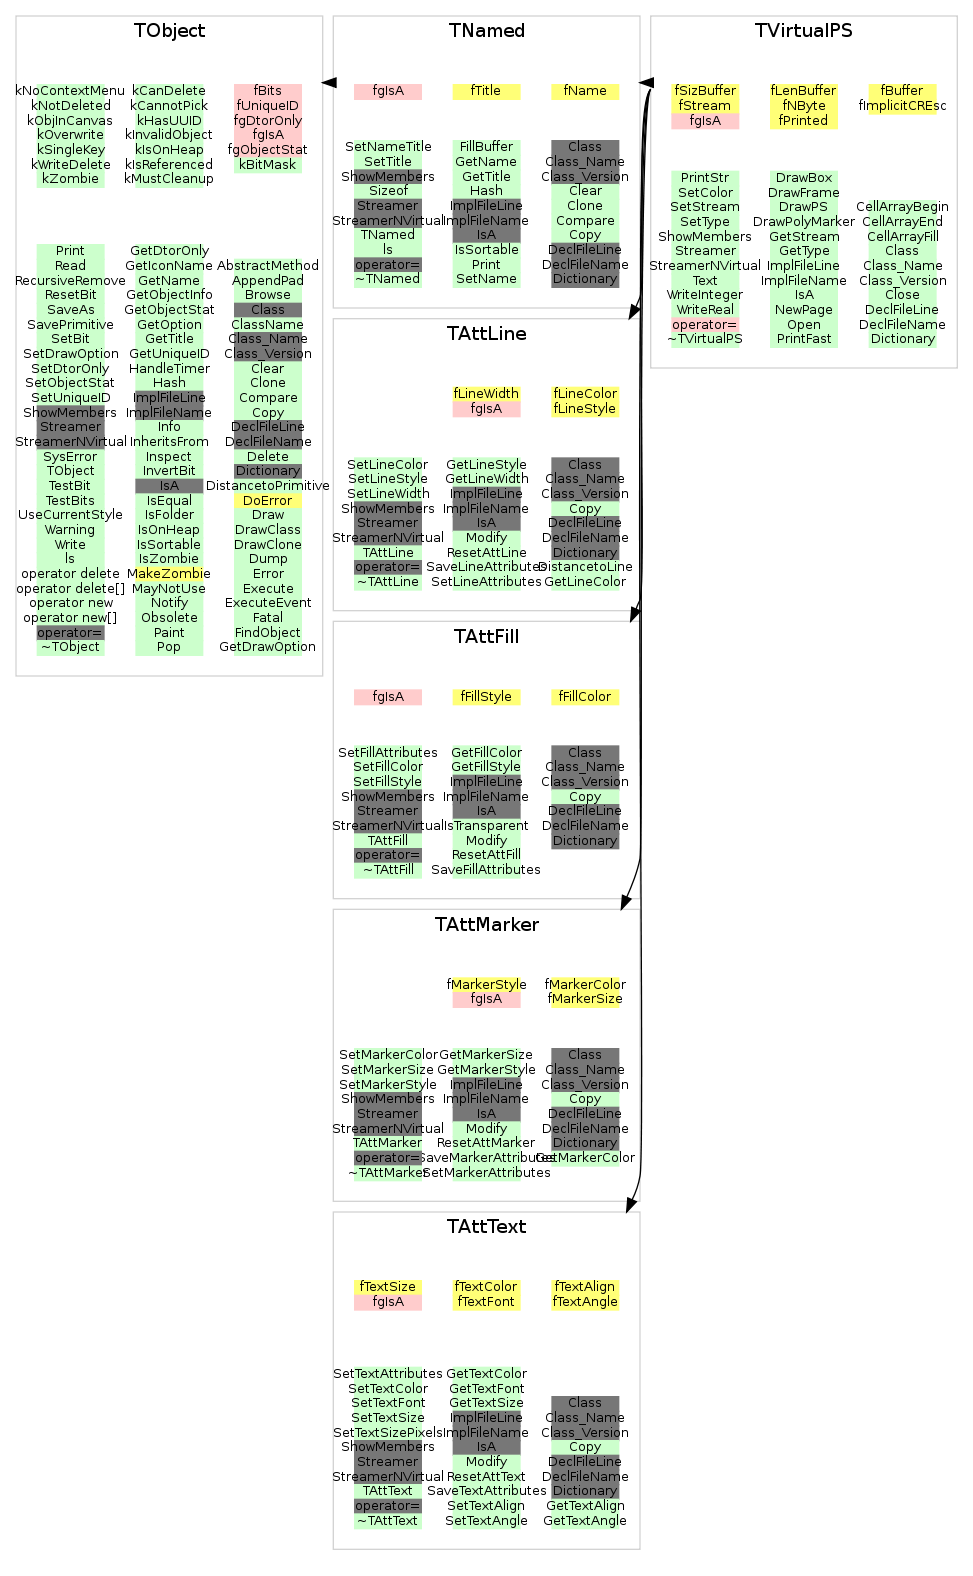 TObject
kNoContextMenu kCanDelete fBits
kNotDeleted kCannotPick fUniqueID
kObjInCanvas kHasUUID fgDtorOnly
kOverwrite kInvalidObject fgIsA
kSingleKey kIsOnHeap fgObjectStat
kWriteDelete kIsReferenced kBitMask
kZombie kMustCleanup
Print GetDtorOnly
Read GetIconName AbstractMethod
RecursiveRemove GetName AppendPad
ResetBit GetObjectInfo Browse
SaveAs GetObjectStat Class
SavePrimitive GetOption ClassName
SetBit GetTitle Class_Name
SetDrawOption GetUniqueID Class_Version
SetDtorOnly HandleTimer Clear
SetObjectStat Hash Clone
SetUniqueID ImplFileLine Compare
ShowMembers ImplFileName Copy
Streamer Info DeclFileLine
StreamerNVirtual InheritsFrom DeclFileName
SysError Inspect Delete
TObject InvertBit Dictionary
TestBit IsA DistancetoPrimitive
TestBits IsEqual DoError
UseCurrentStyle IsFolder Draw
Warning IsOnHeap DrawClass
Write IsSortable DrawClone
ls IsZombie Dump
operator delete MakeZombie Error
operator delete[] MayNotUse Execute
operator new Notify ExecuteEvent
operator new[] Obsolete Fatal
operator= Paint FindObject
~TObject Pop GetDrawOption
TNamed
fgIsA fTitle fName
SetNameTitle FillBuffer Class
SetTitle GetName Class_Name
ShowMembers GetTitle Class_Version
Sizeof Hash Clear
Streamer ImplFileLine Clone
StreamerNVirtual ImplFileName Compare
TNamed IsA Copy
ls IsSortable DeclFileLine
operator= Print DeclFileName
~TNamed SetName Dictionary
TAttLine
fLineWidth fLineColor
fgIsA fLineStyle
SetLineColor GetLineStyle Class
SetLineStyle GetLineWidth Class_Name
SetLineWidth ImplFileLine Class_Version
ShowMembers ImplFileName Copy
Streamer IsA DeclFileLine
StreamerNVirtual Modify DeclFileName
TAttLine ResetAttLine Dictionary
operator= SaveLineAttributes DistancetoLine
~TAttLine SetLineAttributes GetLineColor
TAttFill
fgIsA fFillStyle fFillColor
SetFillAttributes GetFillColor Class
SetFillColor GetFillStyle Class_Name
SetFillStyle ImplFileLine Class_Version
ShowMembers ImplFileName Copy
Streamer IsA DeclFileLine
StreamerNVirtual IsTransparent DeclFileName
TAttFill Modify Dictionary
operator= ResetAttFill
~TAttFill SaveFillAttributes
TAttMarker
fMarkerStyle fMarkerColor
fgIsA fMarkerSize
SetMarkerColor GetMarkerSize Class
SetMarkerSize GetMarkerStyle Class_Name
SetMarkerStyle ImplFileLine Class_Version
ShowMembers ImplFileName Copy
Streamer IsA DeclFileLine
StreamerNVirtual Modify DeclFileName
TAttMarker ResetAttMarker Dictionary
operator= SaveMarkerAttributes GetMarkerColor
~TAttMarker SetMarkerAttributes
TAttText
fTextSize fTextColor fTextAlign
fgIsA fTextFont fTextAngle
SetTextAttributes GetTextColor
SetTextColor GetTextFont
SetTextFont GetTextSize Class
SetTextSize ImplFileLine Class_Name
SetTextSizePixels ImplFileName Class_Version
ShowMembers IsA Copy
Streamer Modify DeclFileLine
StreamerNVirtual ResetAttText DeclFileName
TAttText SaveTextAttributes Dictionary
operator= SetTextAlign GetTextAlign
~TAttText SetTextAngle GetTextAngle
TVirtualPS
fSizBuffer fLenBuffer fBuffer
fStream fNByte fImplicitCREsc
fgIsA fPrinted
PrintStr DrawBox
SetColor DrawFrame
SetStream DrawPS CellArrayBegin
SetType DrawPolyMarker CellArrayEnd
ShowMembers GetStream CellArrayFill
Streamer GetType Class
StreamerNVirtual ImplFileLine Class_Name
Text ImplFileName Class_Version
WriteInteger IsA Close
WriteReal NewPage DeclFileLine
operator= Open DeclFileName
~TVirtualPS PrintFast Dictionary